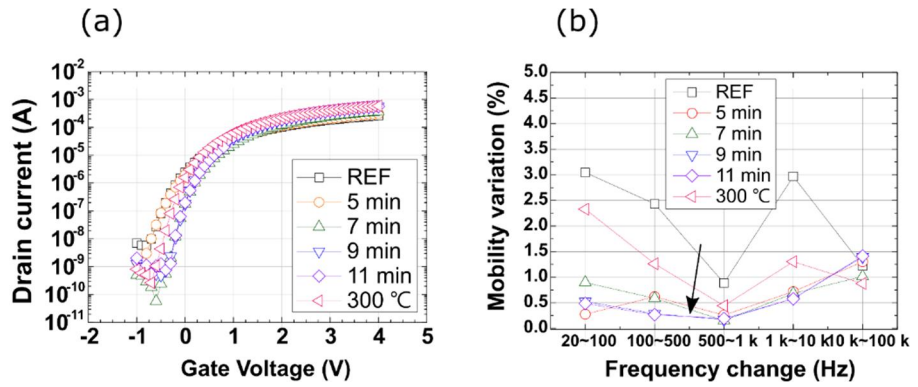 (a)
Drain current (A)
10⁻²
10⁻³
10⁻⁴
10⁻⁵
10⁻⁶
10⁻⁷
10⁻⁸
10⁻⁹
10⁻¹⁰
10⁻¹¹
REF
5 min
7 min
9 min
11 min
300 ℃
-2 -1 0 1 2 3 4 5
Gate Voltage (V)
(b)
Mobility variation (%)
5.0
4.5
4.0
3.5
3.0
2.5
2.0
1.5
1.0
0.5
0.0
REF
5 min
7 min
9 min
11 min
300 ℃
20~100 100~500 500~1 k 1 k~10 k 10 k~100 k
Frequency change (Hz)